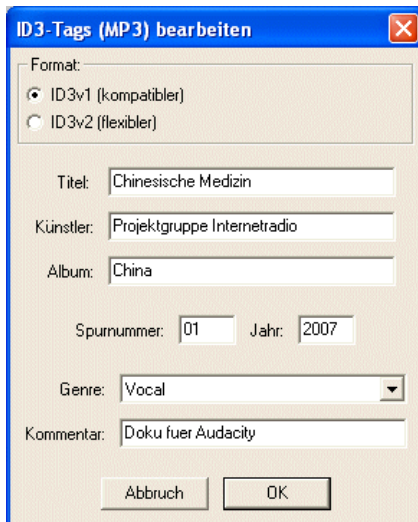 ID3-Tags (MP3) bearbeiten
Format:
ID3v1 (kompatibler)
ID3v2 (flexibler)
Titel: Chinesische Medizin
Künstler: Projektgruppe Internetradio
Album: China
Spurnummer: 01 Jahr: 2007
Genre: Vocal
Kommentar: Doku fuer Audacity
Abbruch OK